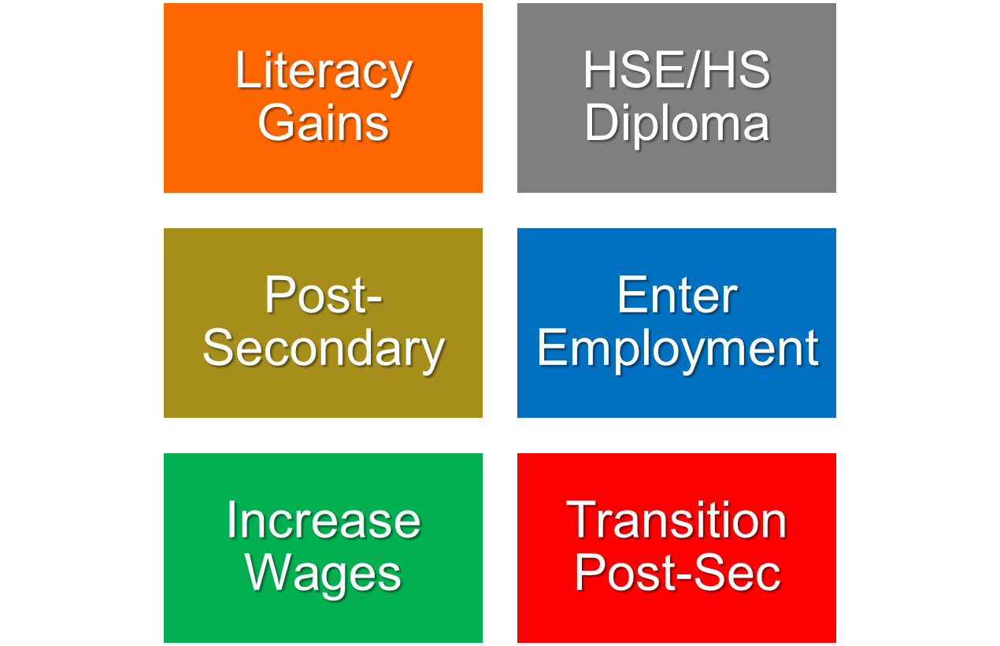 Literacy
Gains
HSE/HS
Diploma
Post-
Secondary
Enter
Employment
Increase
Wages
Transition
Post-Sec